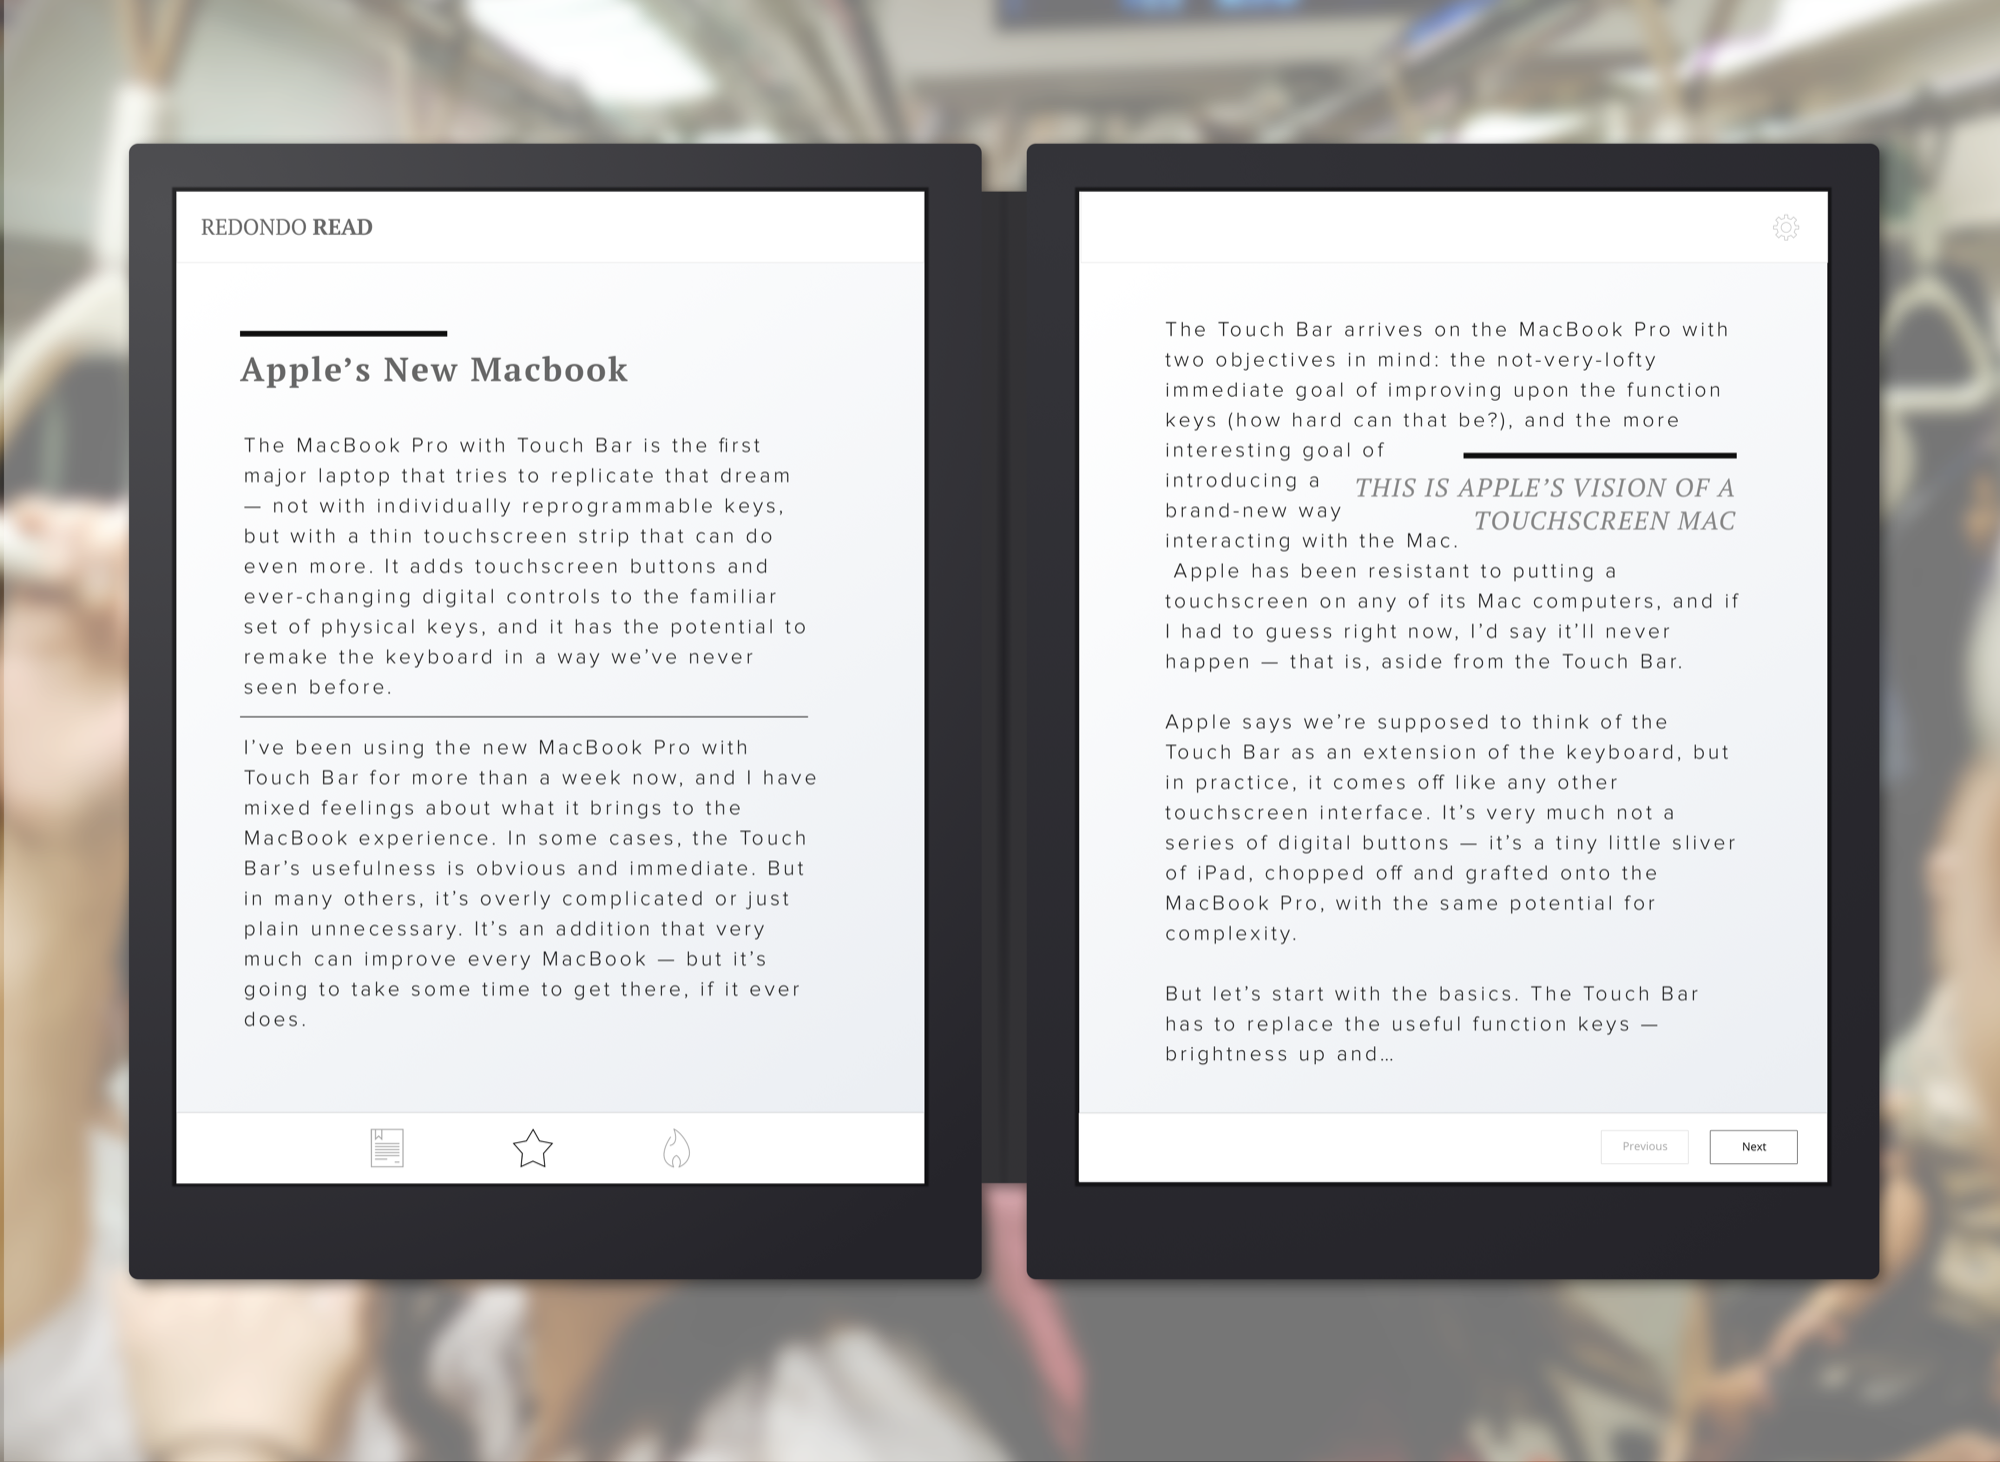 REDONDO READ
Apple’s New Macbook
The MacBook Pro with Touch Bar is the first
major laptop that tries to replicate that dream
— not with individually reprogrammable keys,
but with a thin touchscreen strip that can do
even more. It adds touchscreen buttons and
ever-changing digital controls to the familiar
set of physical keys, and it has the potential to
remake the keyboard in a way we’ve never
seen before.
I’ve been using the new MacBook Pro with
Touch Bar for more than a week now, and I have
mixed feelings about what it brings to the
MacBook experience. In some cases, the Touch
Bar’s usefulness is obvious and immediate. But
in many others, it’s overly complicated or just
plain unnecessary. It’s an addition that very
much can improve every MacBook — but it’s
going to take some time to get there, if it ever
does.
The Touch Bar arrives on the MacBook Pro with
two objectives in mind: the not-very-lofty
immediate goal of improving upon the function
keys (how hard can that be?), and the more
interesting goal of
introducing a
brand-new way
interacting with the Mac.
THIS IS APPLE’S VISION OF A
TOUCHSCREEN MAC
Apple has been resistant to putting a
touchscreen on any of its Mac computers, and if
I had to guess right now, I’d say it’ll never
happen — that is, aside from the Touch Bar.
Apple says we’re supposed to think of the
Touch Bar as an extension of the keyboard, but
in practice, it comes off like any other
touchscreen interface. It’s very much not a
series of digital buttons — it’s a tiny little sliver
of iPad, chopped off and grafted onto the
MacBook Pro, with the same potential for
complexity.
But let’s start with the basics. The Touch Bar
has to replace the useful function keys —
brightness up and…
Previous
Next